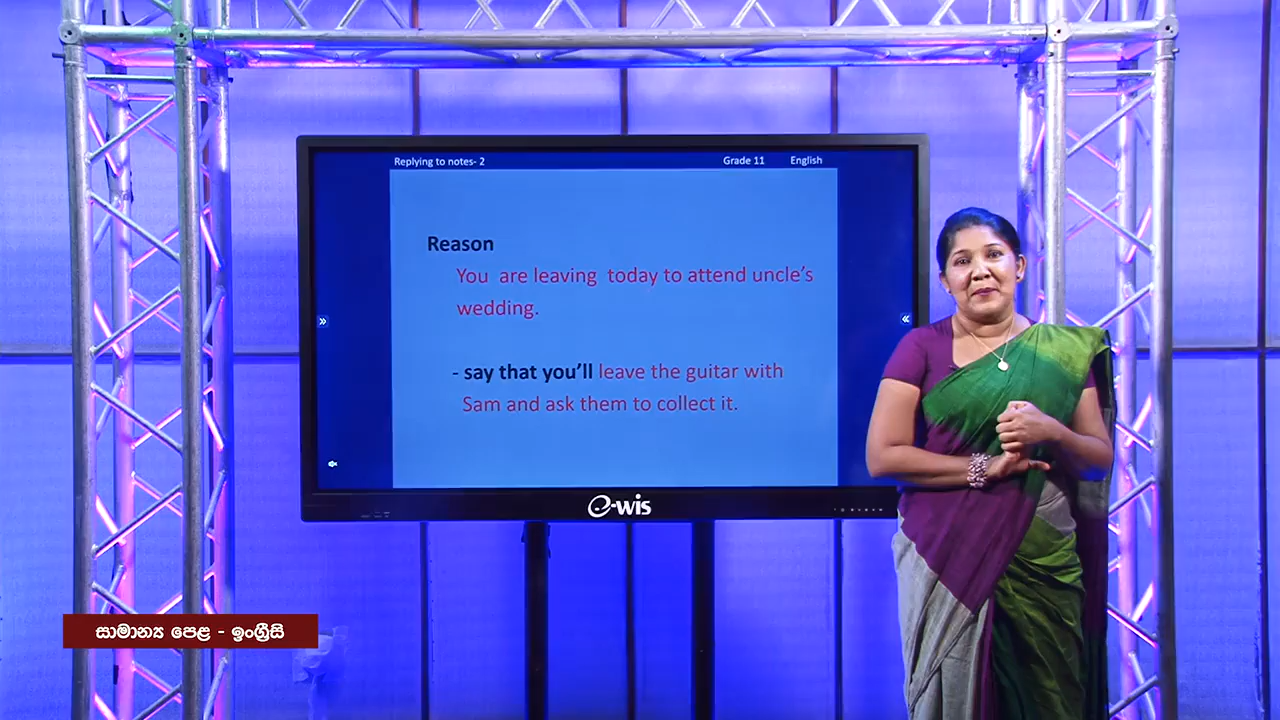 Replying to notes- 2 Grade 11 English
Reason
You are leaving today to attend uncle's
wedding.
- say that you'll leave the guitar with
Sam and ask them to collect it.
e-wis
සාමාන්‍ය පෙළ - ඉංග්‍රීසි